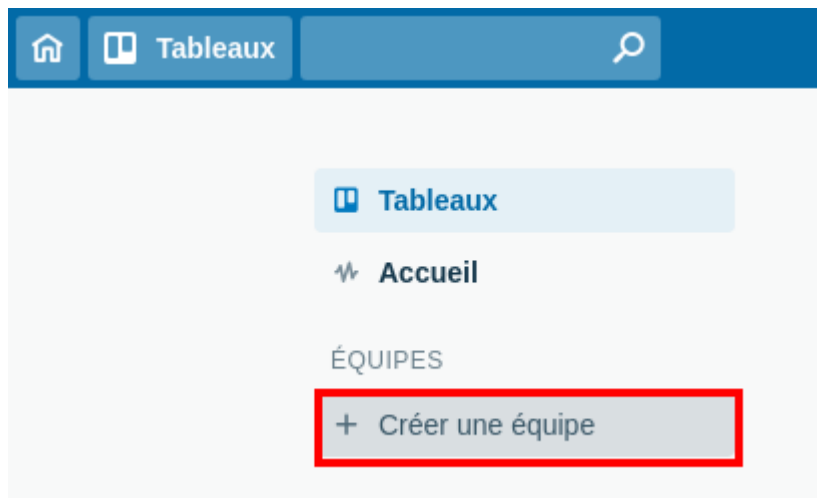 Tableaux
Tableaux
Accueil
ÉQUIPES
+ Créer une équipe